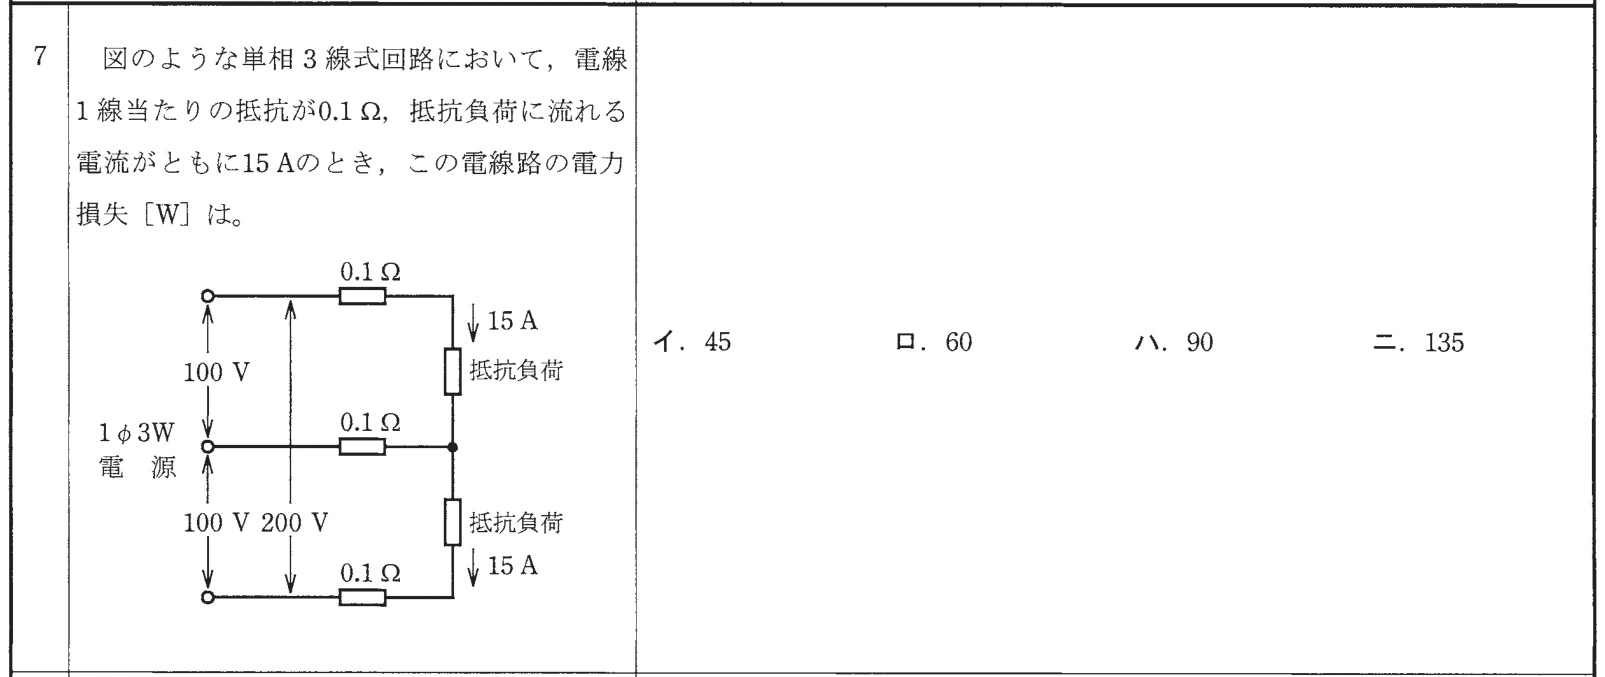 7
図のような単相3線式回路において，電線
1線当たりの抵抗が0.1 Ω，抵抗負荷に流れる
電流がともに15 Aのとき，この電線路の電力
損失［W］は。
0.1 Ω
15 A
抵抗負荷
100 V
0.1 Ω
1φ3W
電 源
100 V
200 V
抵抗負荷
15 A
0.1 Ω
イ．45
ロ．60
ハ．90
ニ．135